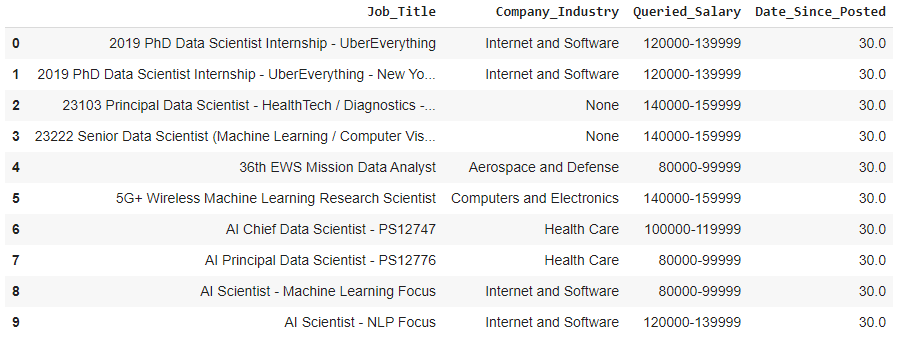 Job_Title Company_Industry Queried_Salary Date_Since_Posted
0 2019 PhD Data Scientist Internship - UberEverything Internet and Software 120000-139999 30.0
1 2019 PhD Data Scientist Internship - UberEverything - New Yo... Internet and Software 120000-139999 30.0
2 23103 Principal Data Scientist - HealthTech / Diagnostics -... None 140000-159999 30.0
3 23222 Senior Data Scientist (Machine Learning / Computer Vis... None 140000-159999 30.0
4 36th EWS Mission Data Analyst Aerospace and Defense 80000-99999 30.0
5 5G+ Wireless Machine Learning Research Scientist Computers and Electronics 140000-159999 30.0
6 AI Chief Data Scientist - PS12747 Health Care 100000-119999 30.0
7 AI Principal Data Scientist - PS12776 Health Care 80000-99999 30.0
8 AI Scientist - Machine Learning Focus Internet and Software 80000-99999 30.0
9 AI Scientist - NLP Focus Internet and Software 120000-139999 30.0